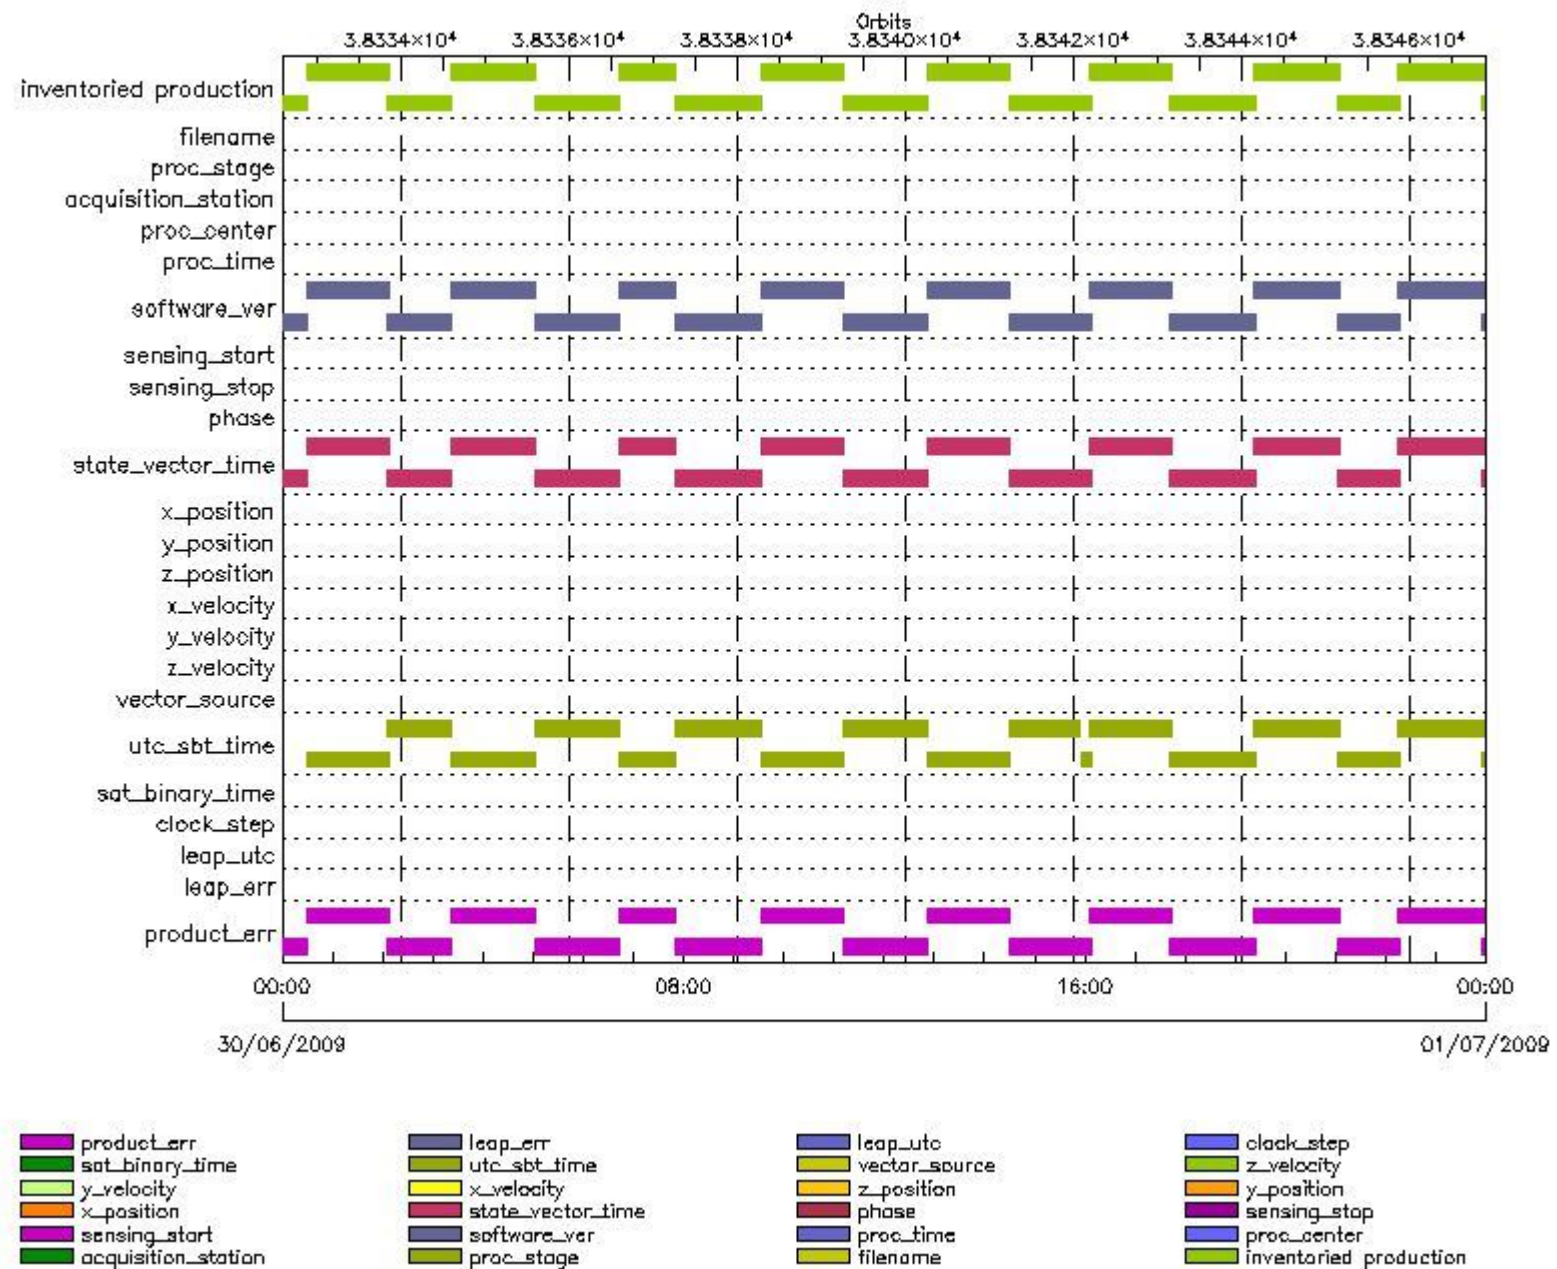 Orbits
3.8334×10⁴ 3.8336×10⁴ 3.8338×10⁴ 3.8340×10⁴ 3.8342×10⁴ 3.8344×10⁴ 3.8346×10⁴
inventoried production
filename
proc_stage
acquisition_station
proc_center
proc_time
software_ver
sensing_start
sensing_stop
phase
state_vector_time
x_position
y_position
z_position
x_velocity
y_velocity
z_velocity
vector_source
utc_sbt_time
sat_binary_time
clock_step
leap_utc
leap_err
product_err
00:00 08:00 16:00 00:00
30/06/2009 01/07/2009
product_err leap_err leap_utc clock_step
sat_binary_time utc_sbt_time vector_source z_velocity
y_velocity x_velocity z_position y_position
x_position state_vector_time phase sensing_stop
sensing_start software_ver proc_time proc_center
acquisition_station proc_stage filename inventoried production